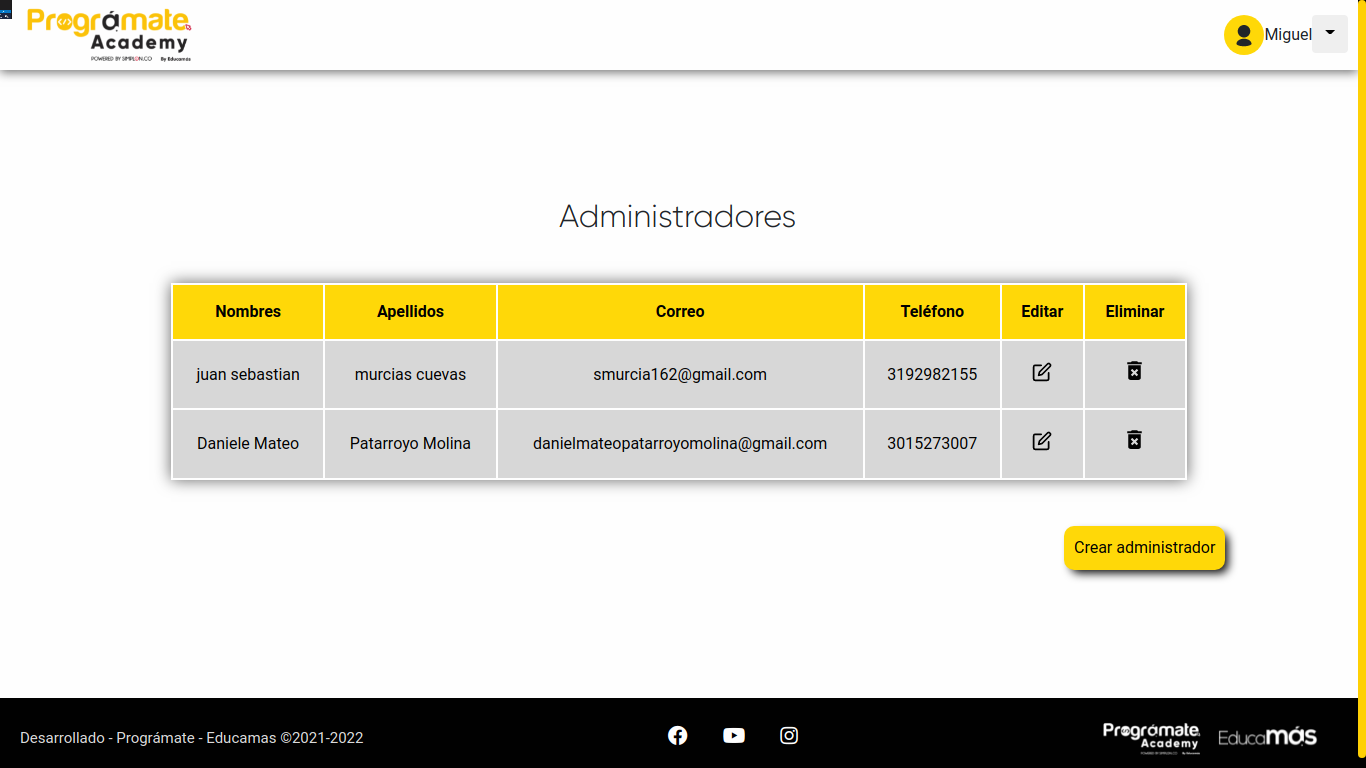 Prográmate
Academy
POWERED BY SIMPLON.CO By Educamás
Miguel
Administradores
Nombres Apellidos Correo Teléfono Editar Eliminar
juan sebastian murcias cuevas smurcia162@gmail.com 3192982155
Daniele Mateo Patarroyo Molina danielmateopatarroyomolina@gmail.com 3015273007
Crear administrador
Desarrollado - Prográmate - Educamas ©2021-2022
Prográmate
Academy
Educamás